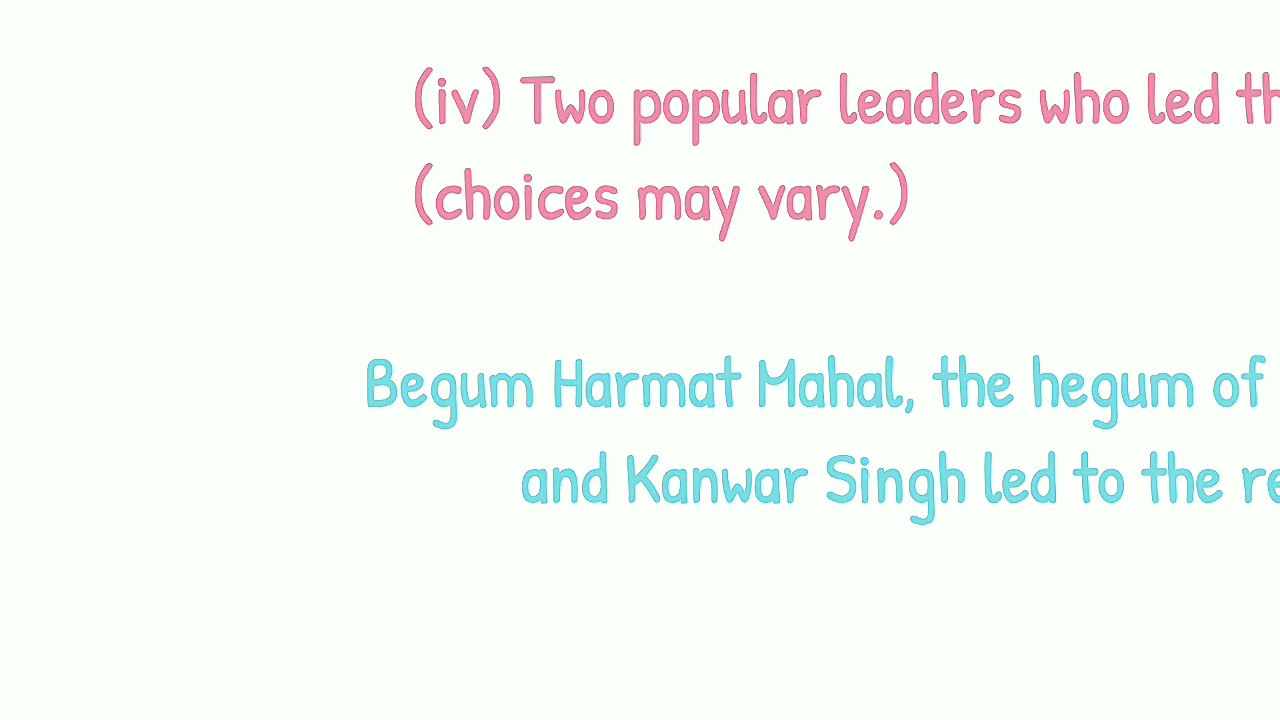 (iv) Two popular leaders who led th
(choices may vary.)
Begum Harmat Mahal, the hegum of
and Kanwar Singh led to the re